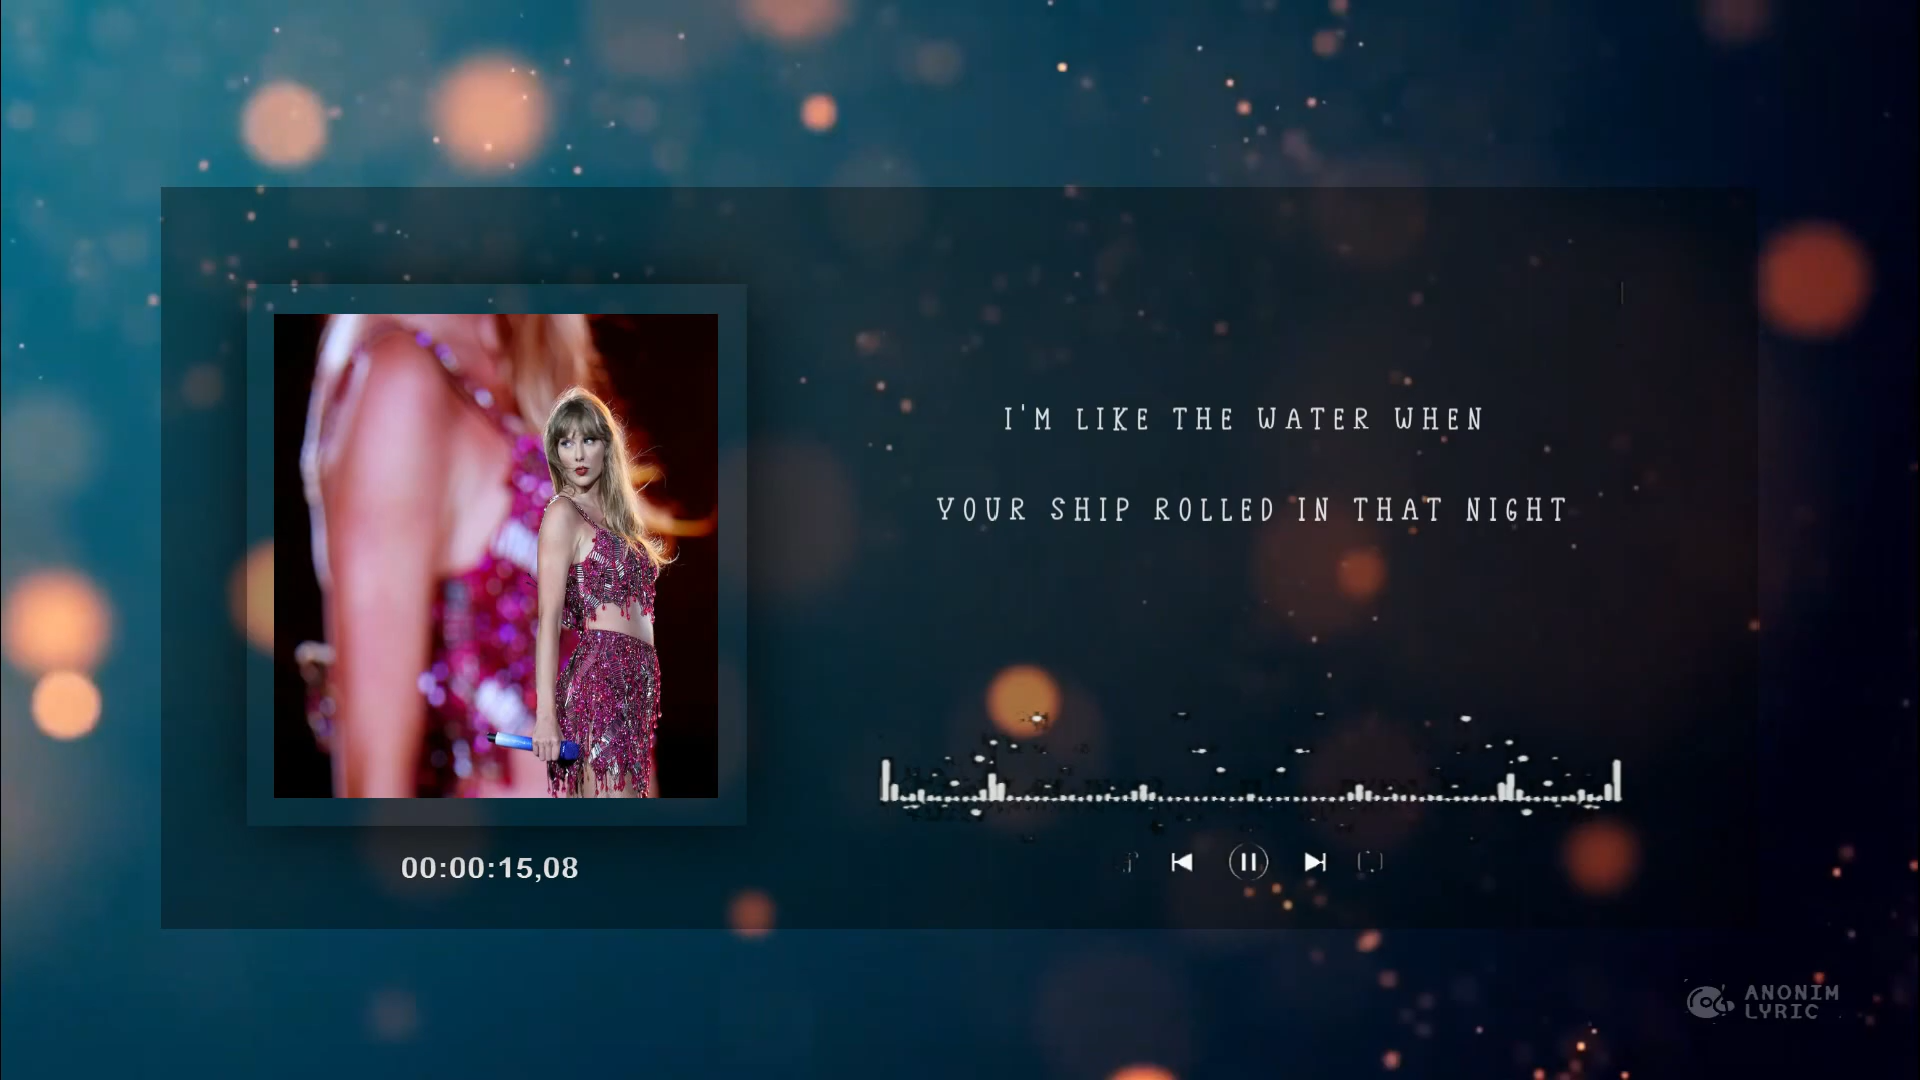 I'M LIKE THE WATER WHEN
YOUR SHIP ROLLED IN THAT NIGHT
00:00:15,08
ANONIM
LYRIC